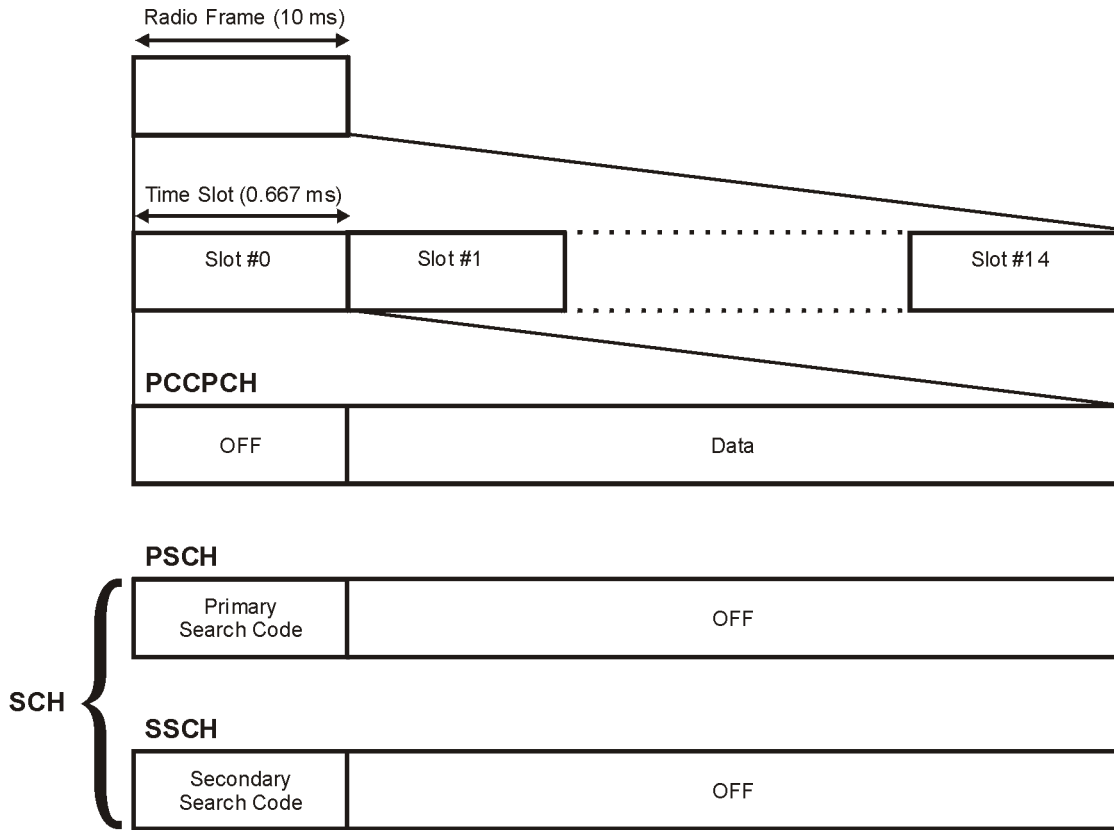 Radio Frame (10 ms)
Time Slot (0.667 ms)
Slot #0
Slot #1
Slot #14
PCCPCH
OFF
Data
PSCH
Primary
Search Code
OFF
SCH
SSCH
Secondary
Search Code
OFF